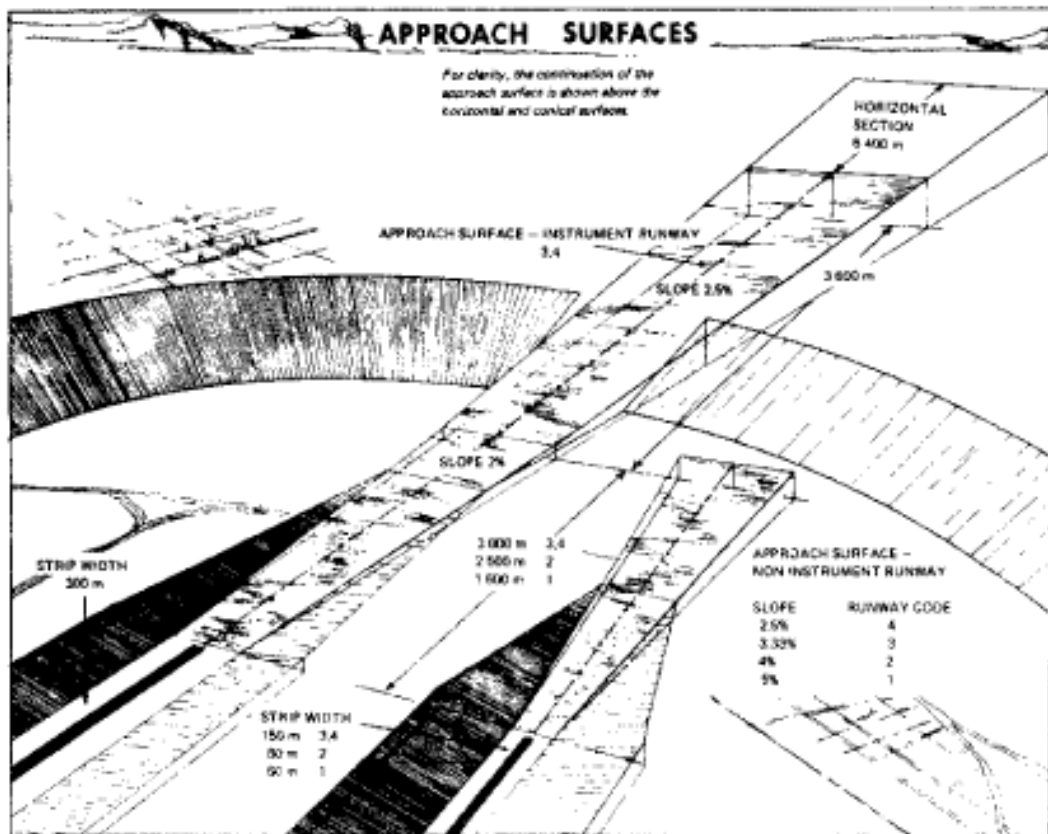 APPROACH SURFACES
For clarity, the continuation of the
approach surface is shown above the
horizontal and conical surfaces.
HORIZONTAL
SECTION
8 400 m
APPROACH SURFACE – INSTRUMENT RUNWAY
3,4
3 600 m
SLOPE 2.5%
SLOPE 2%
STRIP WIDTH
300 m
3 000 m 3,4
2 500 m 2
1 600 m 1
APPROACH SURFACE –
NON INSTRUMENT RUNWAY
SLOPE RUNWAY CODE
2.5% 4
3.33% 3
4% 2
5% 1
STRIP WIDTH
150 m 3,4
80 m 2
60 m 1